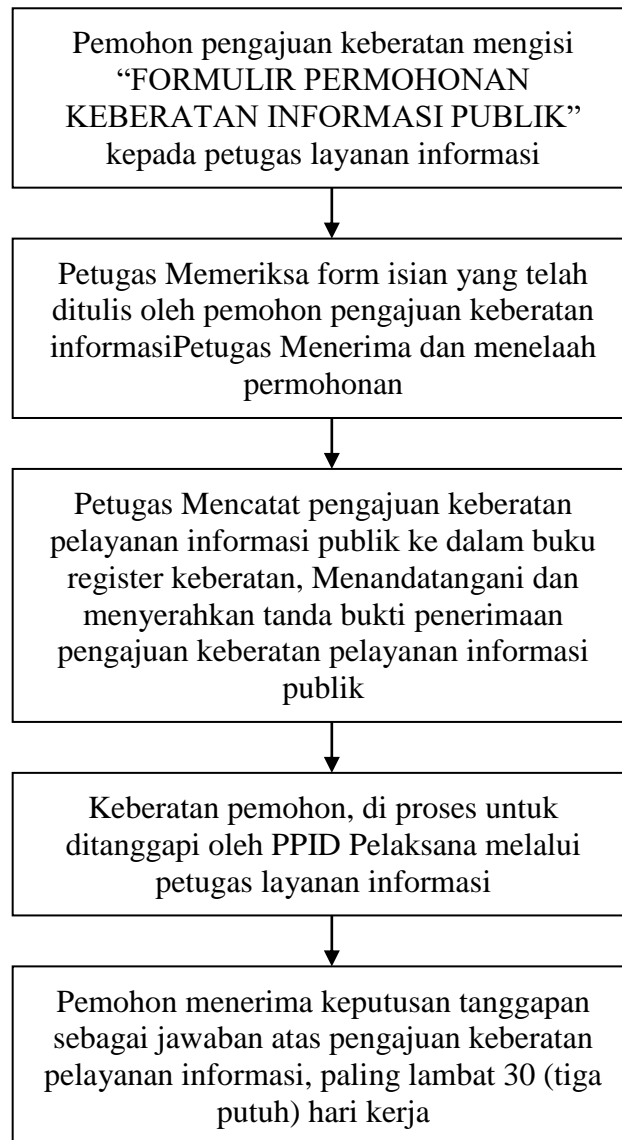 Pemohon pengajuan keberatan mengisi
“FORMULIR PERMOHONAN
KEBERATAN INFORMASI PUBLIK”
kepada petugas layanan informasi
Petugas Memeriksa form isian yang telah
ditulis oleh pemohon pengajuan keberatan
informasiPetugas Menerima dan menelaah
permohonan
Petugas Mencatat pengajuan keberatan
pelayanan informasi publik ke dalam buku
register keberatan, Menandatangani dan
menyerahkan tanda bukti penerimaan
pengajuan keberatan pelayanan informasi
publik
Keberatan pemohon, di proses untuk
ditanggapi oleh PPID Pelaksana melalui
petugas layanan informasi
Pemohon menerima keputusan tanggapan
sebagai jawaban atas pengajuan keberatan
pelayanan informasi, paling lambat 30 (tiga
putuh) hari kerja